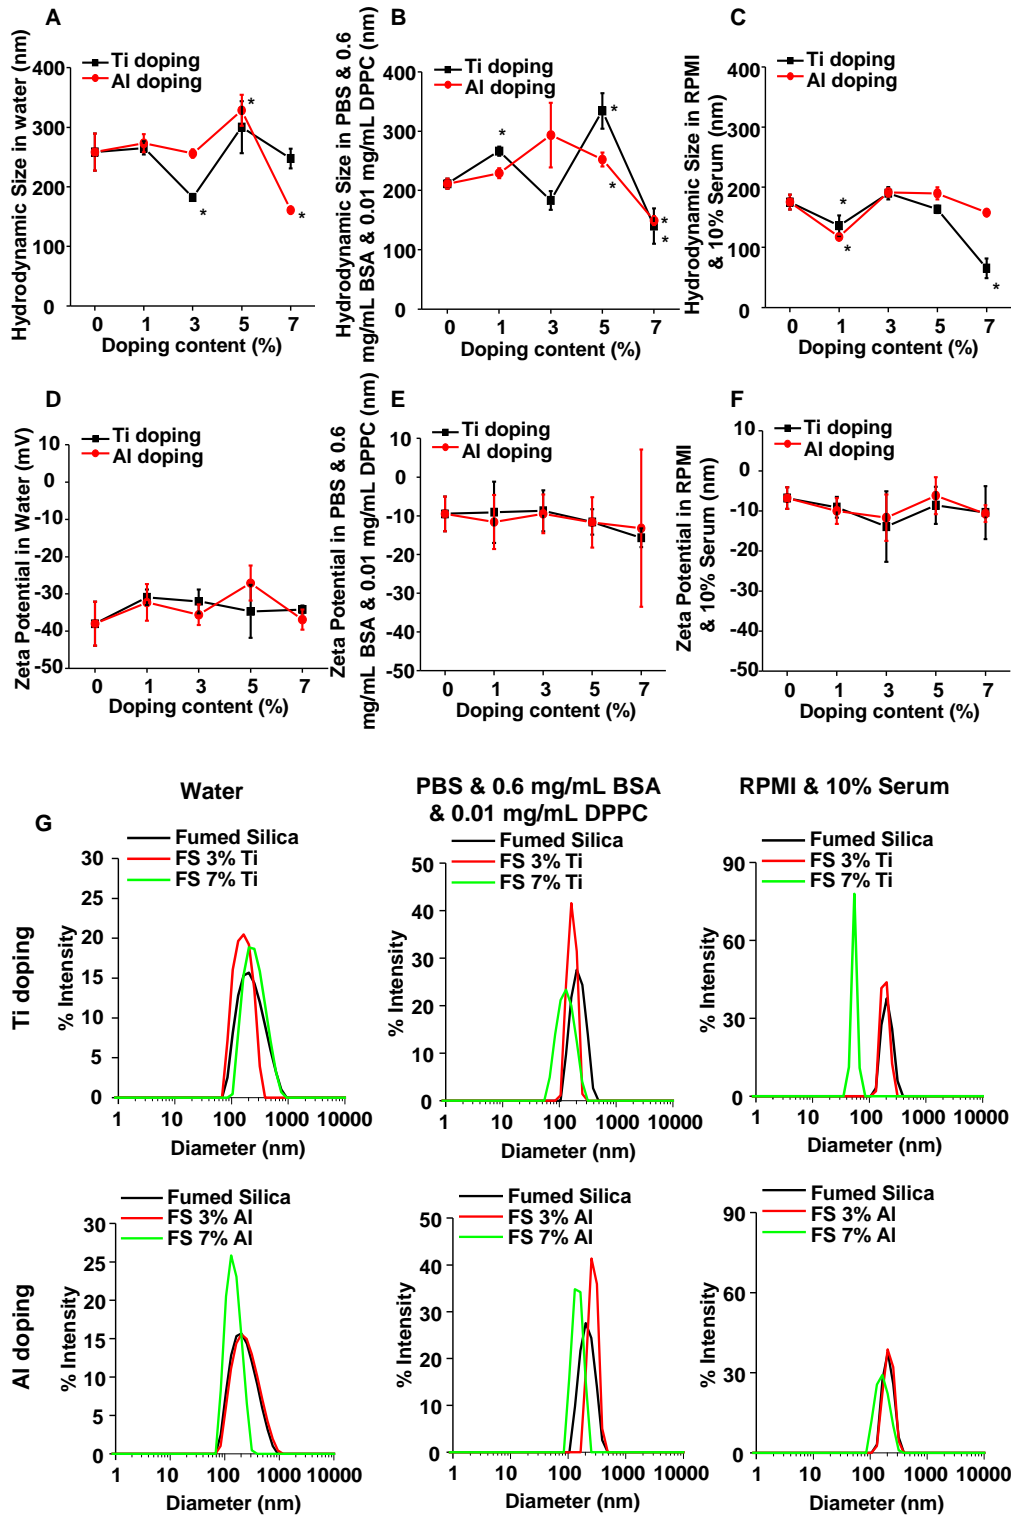 A
Hydrodynamic Size in water (nm)
Ti doping
Al doping
400
300
200
100
0
*
*
*
0 1 3 5 7
Doping content (%)
B
Hydrodynamic Size in PBS & 0.6
mg/mL BSA & 0.01 mg/mL DPPC (nm)
Ti doping
Al doping
400
300
200
100
0
*
*
*
*
*
0 1 3 5 7
Doping content (%)
C
Hydrodynamic Size in RPMI
& 10% Serum (nm)
Ti doping
Al doping
400
300
200
100
0
*
*
*
0 1 3 5 7
Doping content (%)
D
Zeta Potential in Water (mV)
Ti doping
Al doping
10
0
-10
-20
-30
-40
-50
0 1 3 5 7
Doping content (%)
E
Zeta Potential in PBS & 0.6
mg/mL BSA & 0.01 mg/mL DPPC (nm)
Ti doping
Al doping
10
0
-10
-20
-30
-40
-50
0 1 3 5 7
Doping content (%)
F
Zeta Potential in RPMI
& 10% Serum (nm)
Ti doping
Al doping
10
0
-10
-20
-30
-40
-50
0 1 3 5 7
Doping content (%)
G
Water
PBS & 0.6 mg/mL BSA
& 0.01 mg/mL DPPC
RPMI & 10% Serum
Ti doping
Fumed Silica
FS 3% Ti
FS 7% Ti
% Intensity
30
25
20
15
10
5
0
1 10 100 1000 10000
Diameter (nm)
Fumed Silica
FS 3% Ti
FS 7% Ti
% Intensity
50
40
30
20
10
0
1 10 100 1000 10000
Diameter (nm)
Fumed Silica
FS 3% Ti
FS 7% Ti
% Intensity
90
60
30
0
1 10 100 1000 10000
Diameter (nm)
Al doping
Fumed Silica
FS 3% Al
FS 7% Al
% Intensity
30
25
20
15
10
5
0
1 10 100 1000 10000
Diameter (nm)
Fumed Silica
FS 3% Al
FS 7% Al
% Intensity
50
40
30
20
10
0
1 10 100 1000 10000
Diameter (nm)
Fumed Silica
FS 3% Al
FS 7% Al
% Intensity
90
60
30
0
1 10 100 1000 10000
Diameter (nm)